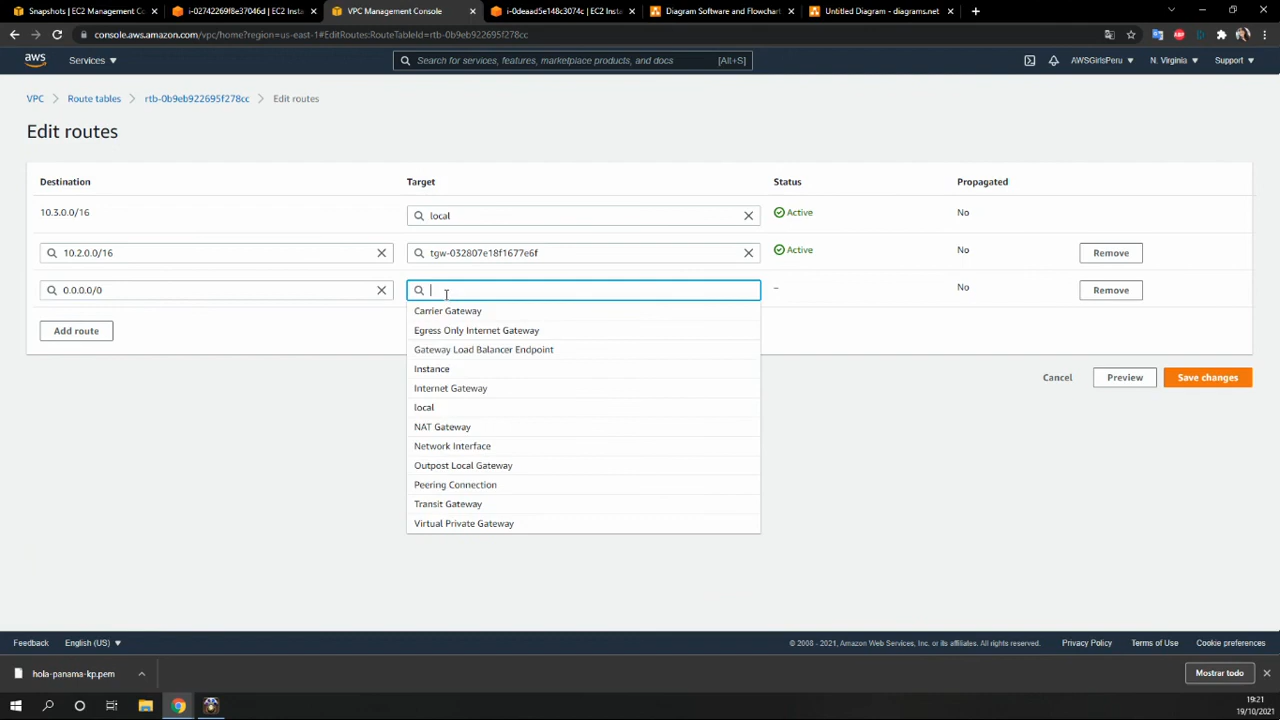 Snapshots | EC2 Management Con
i-02742269f8e37046d | EC2 Insta
VPC Management Console
i-0deaad5e148c3074c | EC2 Instan
Diagram Software and Flowchart
Untitled Diagram - diagrams.net
console.aws.amazon.com/vpc/home?region=us-east-1#EditRoutes:RouteTableId=rtb-0b9eb922695f278cc
aws
Services
Search for services, features, marketplace products, and docs
[Alt+S]
AWSGirlsPeru
N. Virginia
Support
VPC
Route tables
rtb-0b9eb922695f278cc
Edit routes
Edit routes
Destination
Target
Status
Propagated
10.3.0.0/16
local
Active
No
10.2.0.0/16
tgw-032807e18f1677e6f
Active
No
Remove
0.0.0.0/0
–
No
Remove
Add route
Carrier Gateway
Egress Only Internet Gateway
Gateway Load Balancer Endpoint
Instance
Internet Gateway
local
NAT Gateway
Network Interface
Outpost Local Gateway
Peering Connection
Transit Gateway
Virtual Private Gateway
Cancel
Preview
Save changes
Feedback
English (US)
© 2008 - 2021, Amazon Web Services, Inc. or its affiliates. All rights reserved.
Privacy Policy
Terms of Use
Cookie preferences
hola-panama-kp.pem
Mostrar todo
19:21
19/10/2021